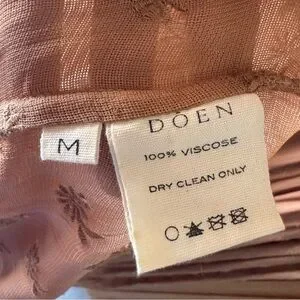 M
DOEN
100% VISCOSE
DRY CLEAN ONLY